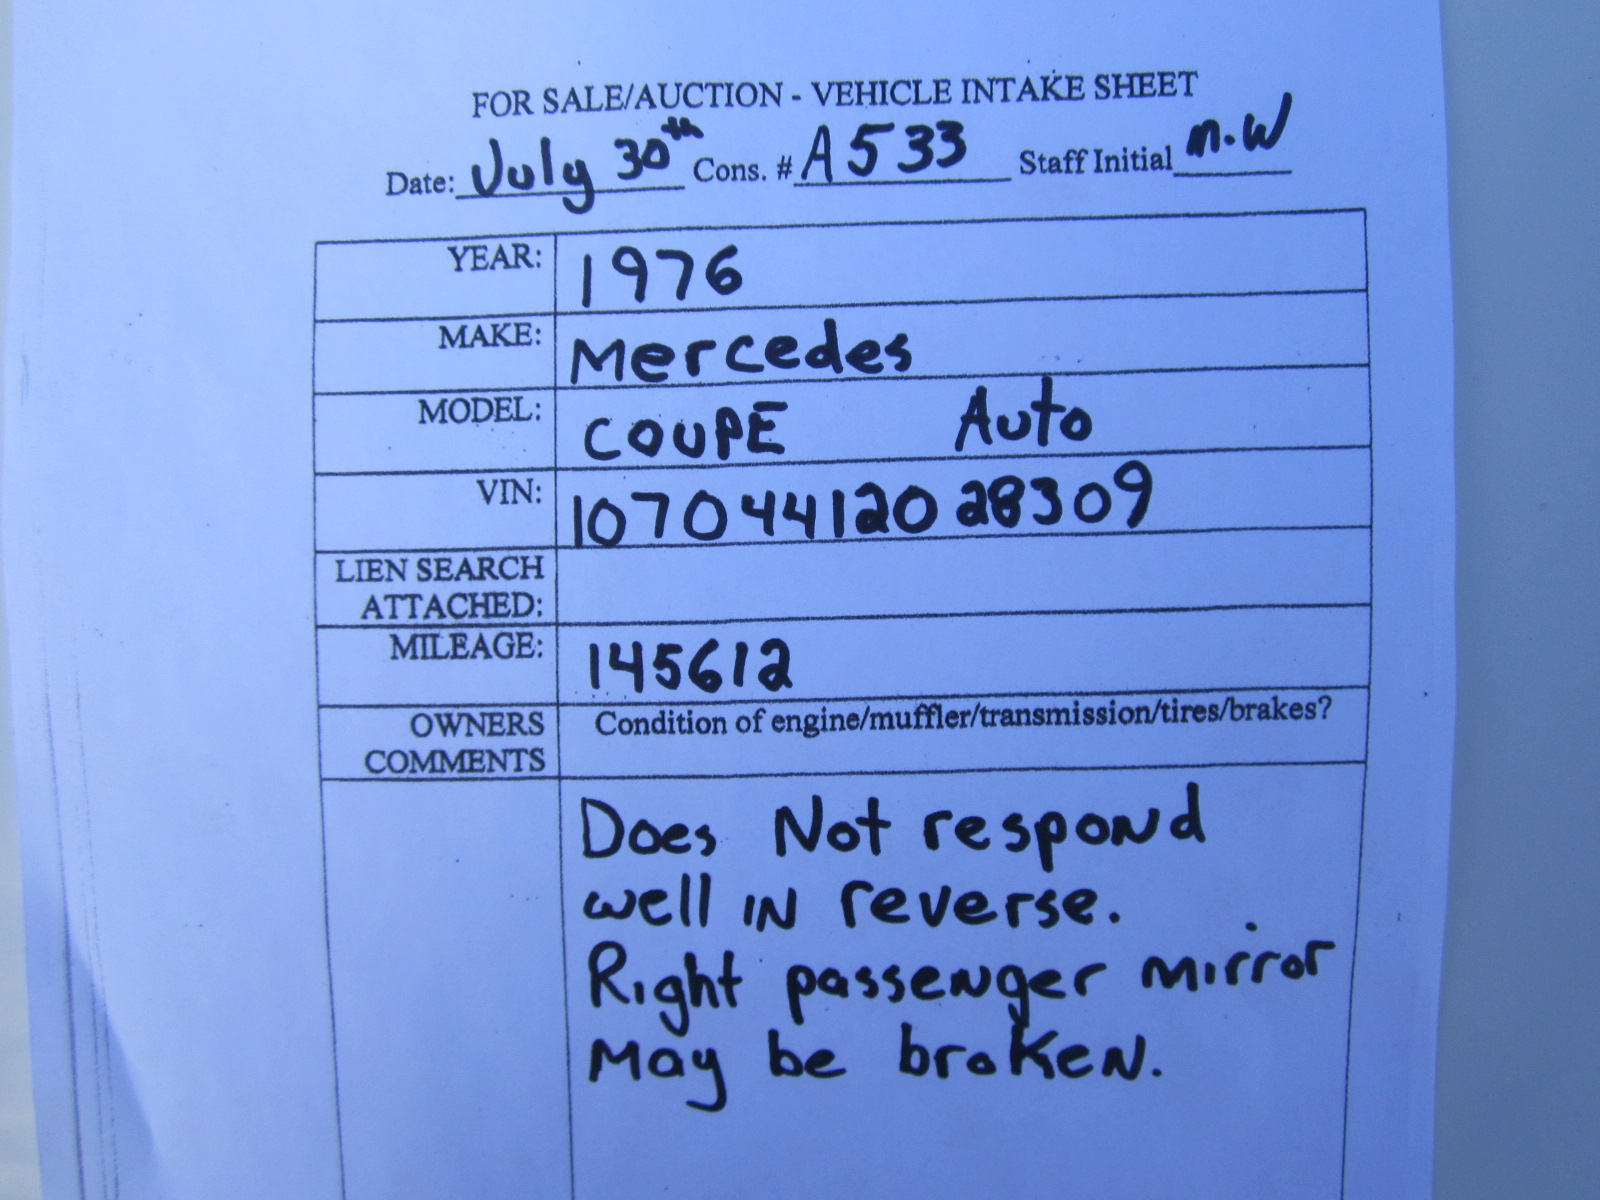 FOR SALE/AUCTION - VEHICLE INTAKE SHEET
Date: July 30th Cons. # A533 Staff Initial M.W
YEAR: 1976
MAKE: Mercedes
MODEL: COUPE Auto
VIN: 10704412028309
LIEN SEARCH
ATTACHED:
MILEAGE: 145612
OWNERS Condition of engine/muffler/transmission/tires/brakes?
COMMENTS
Does Not respond
well IN reverse.
Right passenger mirror
May be broken.